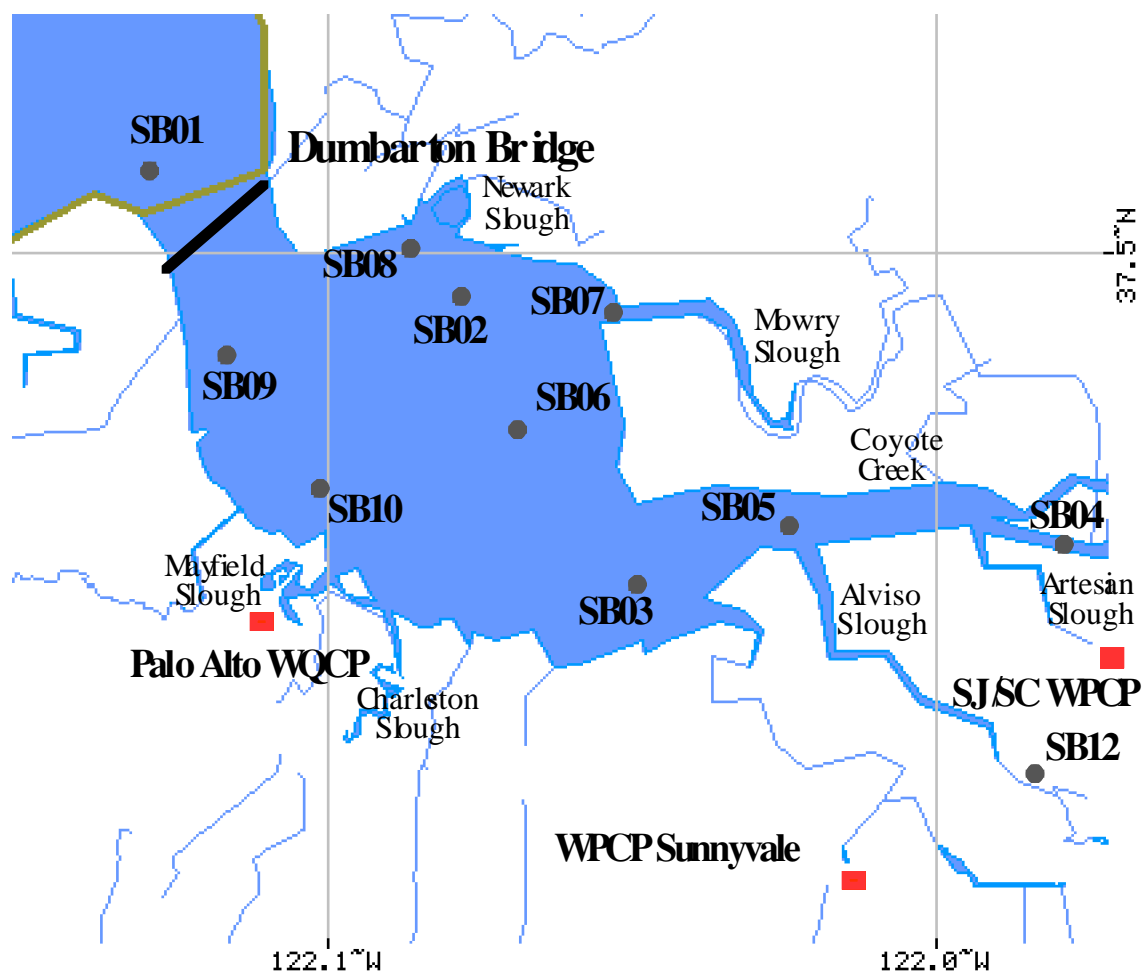 SB01
Dumbarton Bridge
Newark
Slough
SB08
37.5~N
SB02
SB07
Mowry
Slough
SB09
SB06
Coyote
Creek
SB10
SB05
SB04
Mayfield
Slough
SB03
Alviso
Slough
Artesian
Slough
Palo Alto WQCP
Charleston
Slough
SJ/SC WPCP
SB12
WPCP Sunnyvale
122.1~W
122.0~W